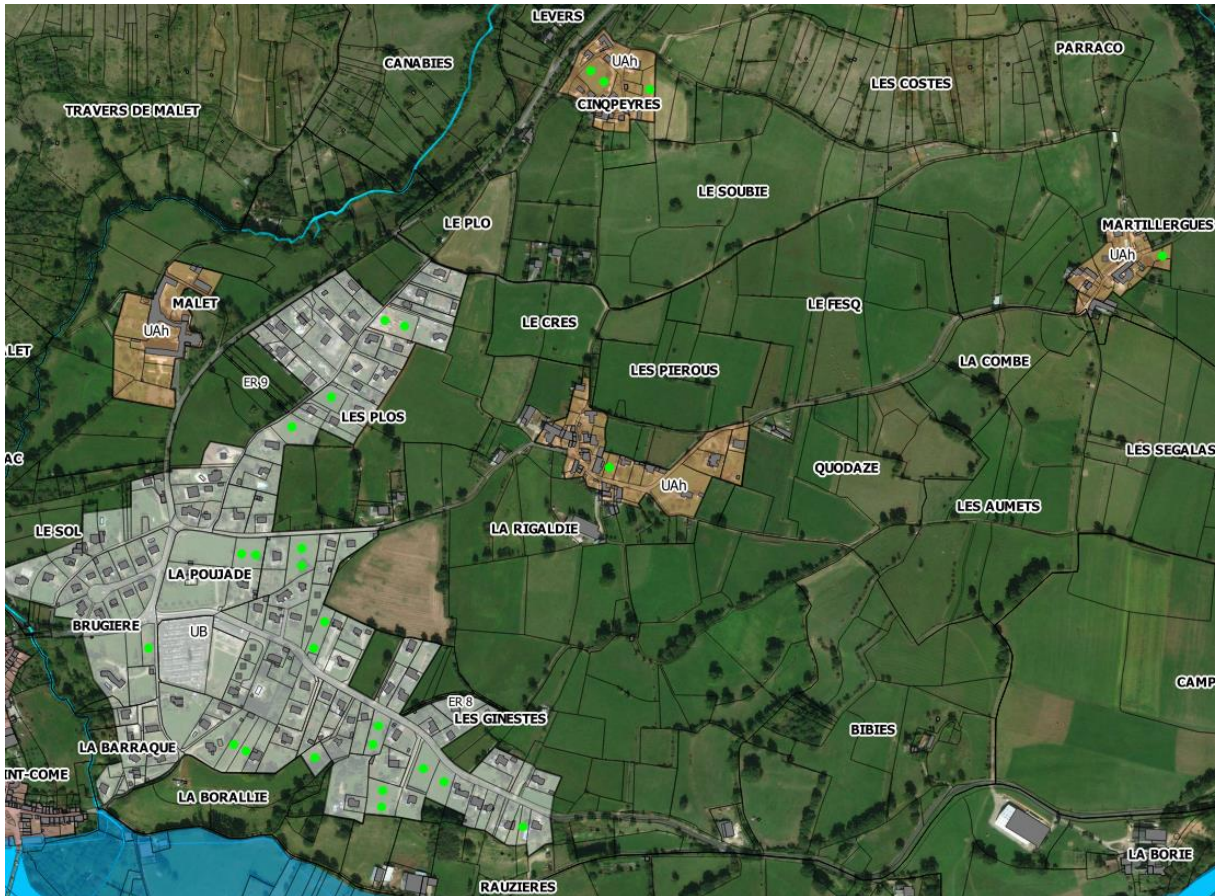 LEVERS
PARRACO
CANABIES
UAh
LES COSTES
CINQPEYRES
TRAVERS DE MALET
LE SOUBIE
LE PLO
MARTILLERGUES
UAh
MALET
LE FESQ
LE CRES
UAh
ALET
LA COMBE
LES PIEROUS
ER 9
LES PLOS
AC
LES SEGALAS
QUODAZE
UAh
LES AUMETS
LA RIGALDIE
LE SOL
LA POUJADE
BRUGIERE
UB
CAMP
ER 8
LES GINESTES
BIBIES
LA BARRAQUE
INT-COME
LA BORALLIE
LA BORIE
RAUZIERES